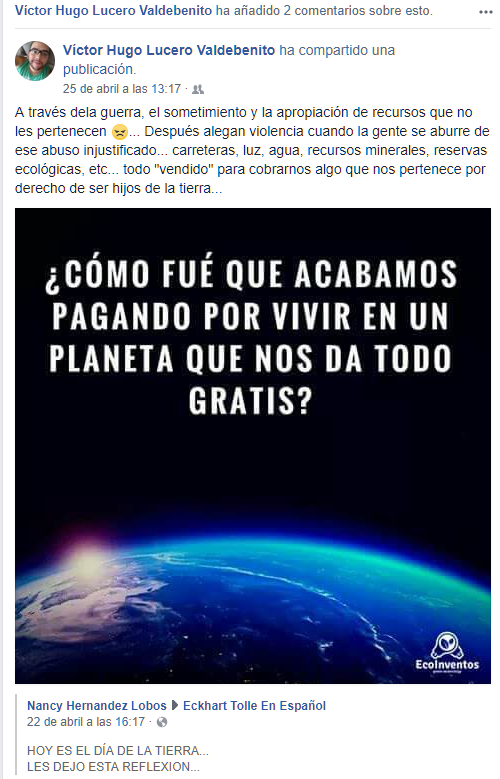 Víctor Hugo Lucero Valdebenito ha añadido 2 comentarios sobre esto.
Víctor Hugo Lucero Valdebenito ha compartido una
publicación.
25 de abril a las 13:17 ·
A través dela guerra, el sometimiento y la apropiación de recursos que no
les pertenecen 😠... Después alegan violencia cuando la gente se aburre de
ese abuso injustificado... carreteras, luz, agua, recursos minerales, reservas
ecológicas, etc... todo "vendido" para cobrarnos algo que nos pertenece por
derecho de ser hijos de la tierra...
¿CÓMO FUÉ QUE ACABAMOS
PAGANDO POR VIVIR EN UN
PLANETA QUE NOS DA TODO
GRATIS?
EcoInventos
Nancy Hernandez Lobos ▶ Eckhart Tolle En Español
22 de abril a las 16:17 ·
HOY ES EL DÍA DE LA TIERRA...
LES DEJO ESTA REFLEXION...